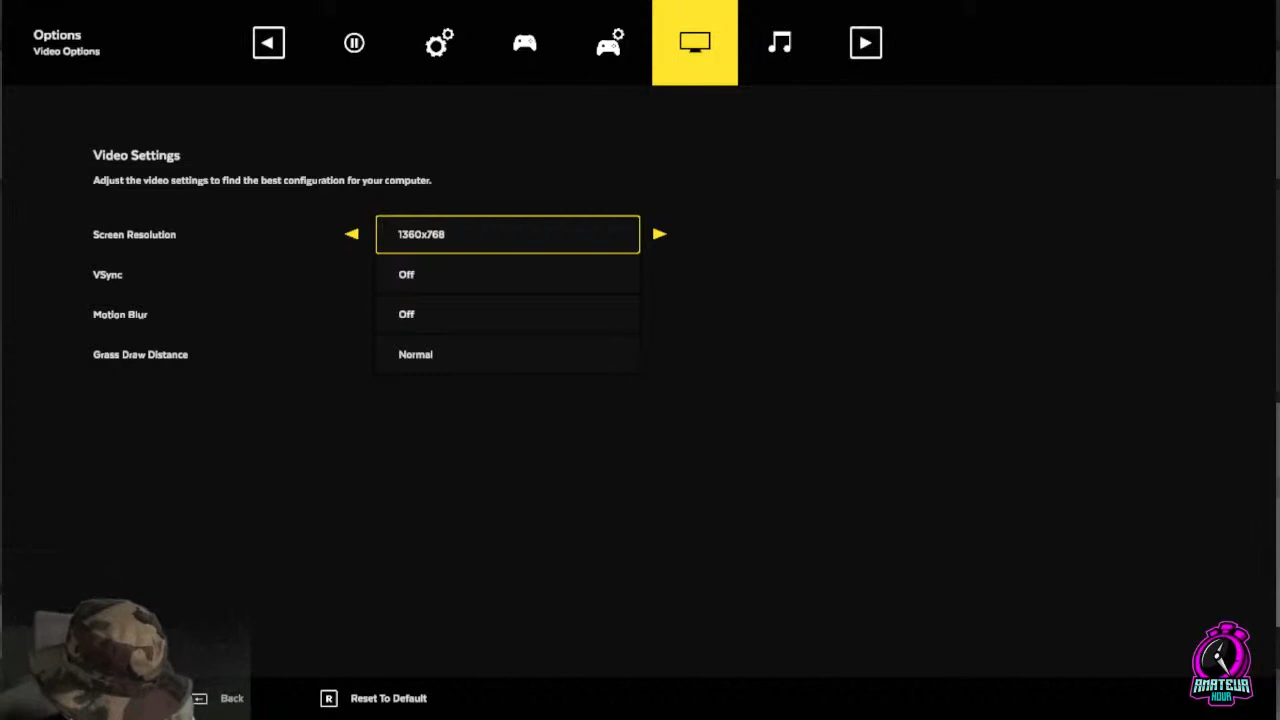 Options
Video Options
Video Settings
Adjust the video settings to find the best configuration for your computer.
Screen Resolution
1360x768
VSync
Off
Motion Blur
Off
Grass Draw Distance
Normal
Back
R Reset To Default
AMATEUR
HOUR